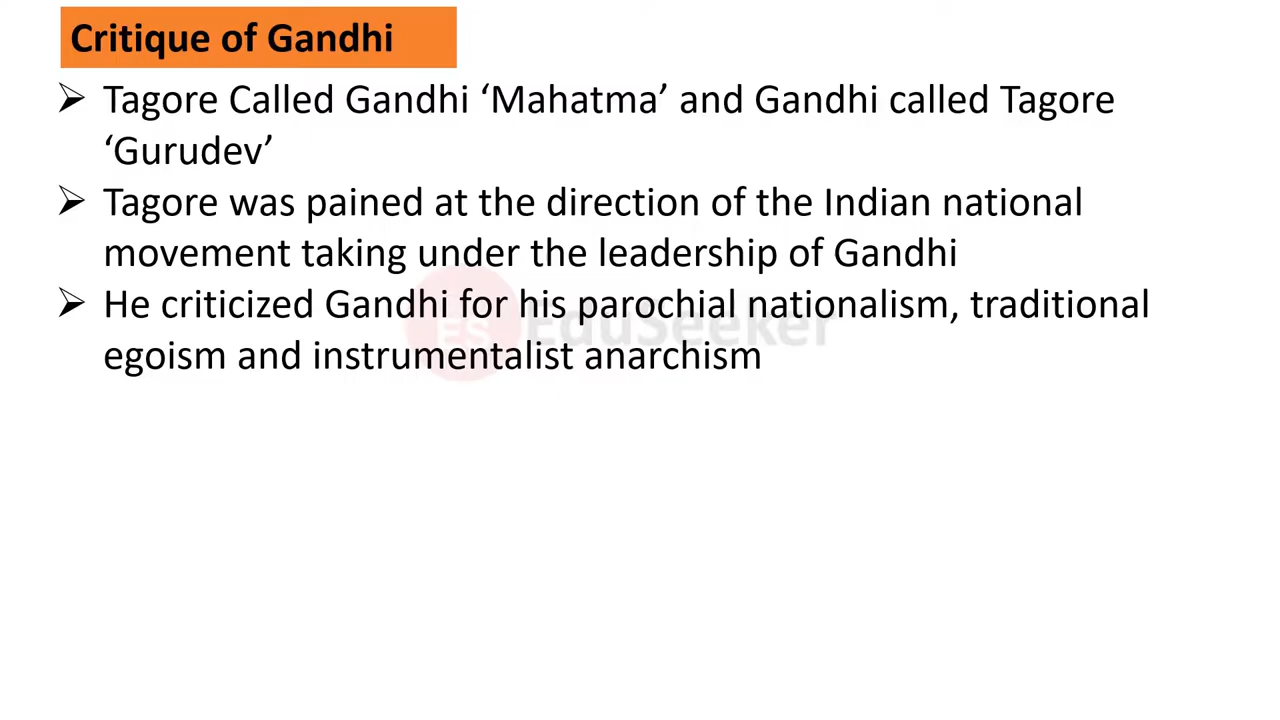 Critique of Gandhi
➢ Tagore Called Gandhi ‘Mahatma’ and Gandhi called Tagore
‘Gurudev’
➢ Tagore was pained at the direction of the Indian national
movement taking under the leadership of Gandhi
➢ He criticized Gandhi for his parochial nationalism, traditional
ES EduSeeker
egoism and instrumentalist anarchism